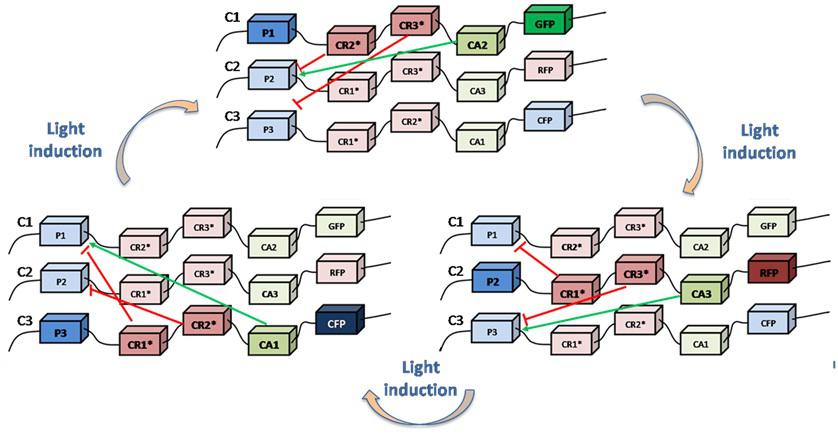 C1 P1 CR2* CR3* CA2 GFP
C2 P2 CR1* CR3* CA3 RFP
C3 P3 CR1* CR2* CA1 CFP
Light
induction
Light
induction
C1 P1 CR2* CR3* CA2 GFP
C2 P2 CR1* CR3* CA3 RFP
C3 P3 CR1* CR2* CA1 CFP
C1 P1 CR2* CR3* CA2 GFP
C2 P2 CR1* CR3* CA3 RFP
C3 P3 CR1* CR2* CA1 CFP
Light
induction